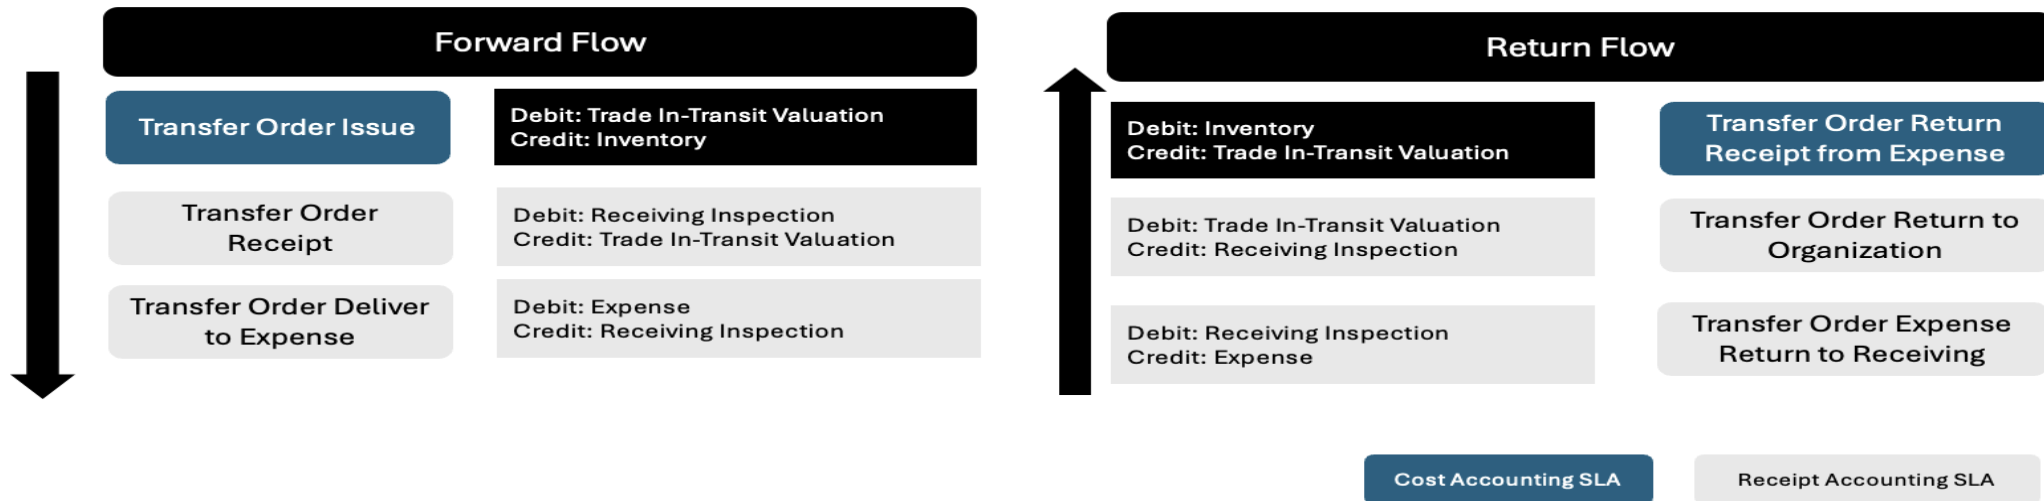 Forward Flow
Transfer Order Issue
Debit: Trade In-Transit Valuation
Credit: Inventory
Transfer Order
Receipt
Debit: Receiving Inspection
Credit: Trade In-Transit Valuation
Transfer Order Deliver
to Expense
Debit: Expense
Credit: Receiving Inspection
Return Flow
Debit: Inventory
Credit: Trade In-Transit Valuation
Transfer Order Return
Receipt from Expense
Debit: Trade In-Transit Valuation
Credit: Receiving Inspection
Transfer Order Return to
Organization
Debit: Receiving Inspection
Credit: Expense
Transfer Order Expense
Return to Receiving
Cost Accounting SLA
Receipt Accounting SLA